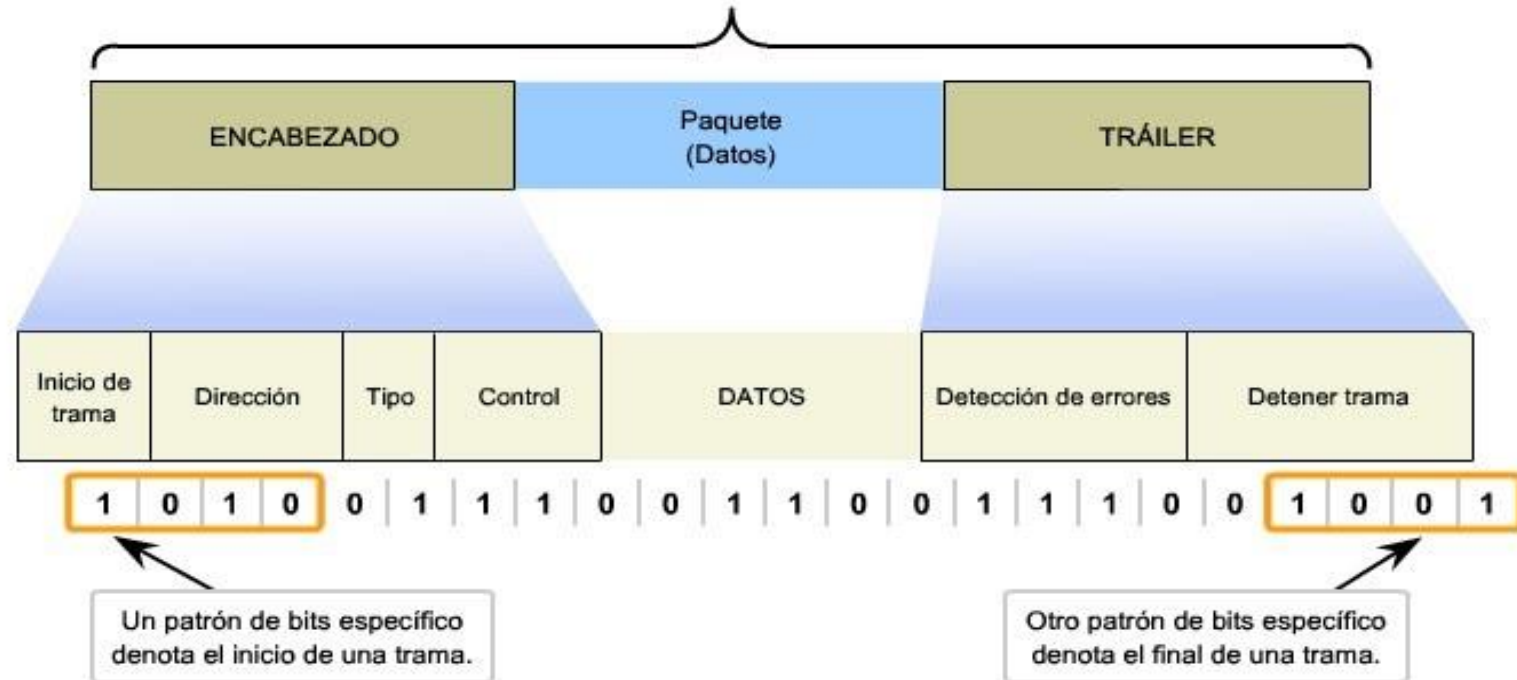 ENCABEZADO
Paquete
(Datos)
TRÁILER
Inicio de
trama
Dirección
Tipo
Control
DATOS
Detección de errores
Detener trama
1 0 1 0 0 1 1 1 0 0 1 1 0 0 1 1 1 0 0 1 0 0 1
Un patrón de bits específico
denota el inicio de una trama.
Otro patrón de bits específico
denota el final de una trama.